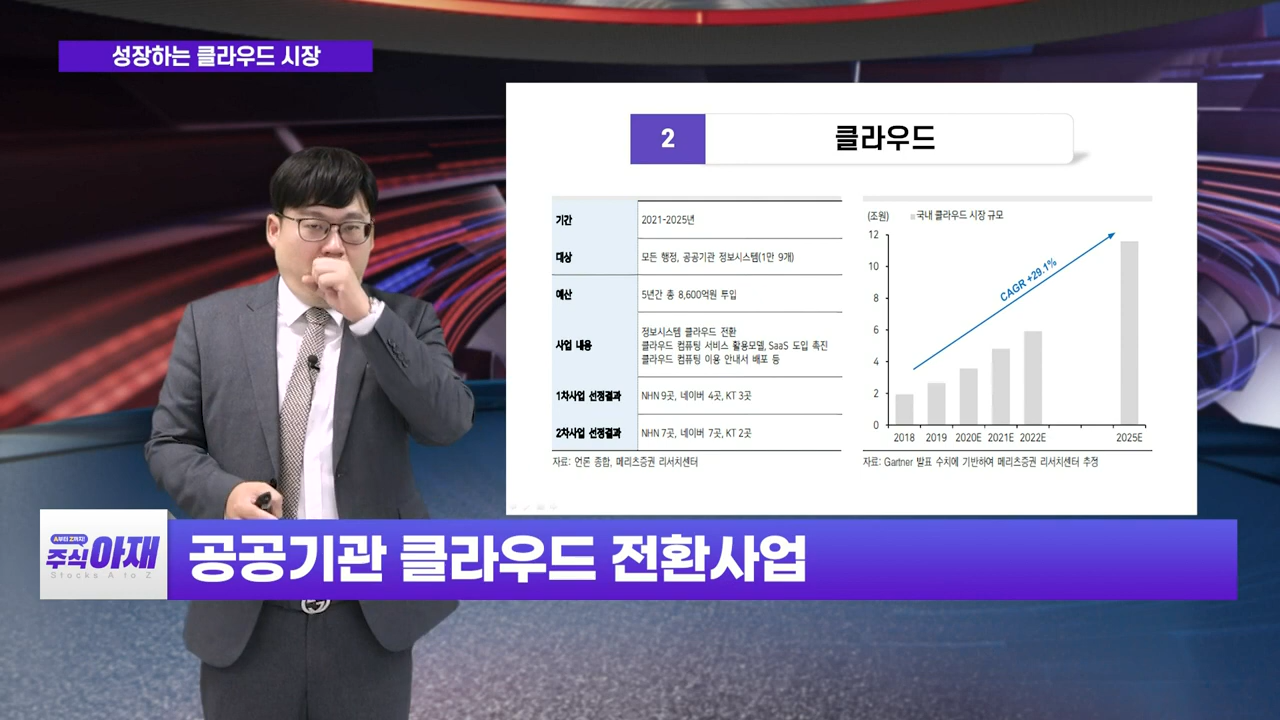 성장하는 클라우드 시장
2 클라우드
기간 2021-2025년
대상 모든 행정, 공공기관 정보시스템(1만 9개)
예산 5년간 총 8,600억원 투입
사업 내용
정보시스템 클라우드 전환
클라우드 컴퓨팅 서비스 활용모델, SaaS 도입 촉진
클라우드 컴퓨팅 이용 안내서 배포 등
1차사업 선정결과 NHN 9곳, 네이버 4곳, KT 3곳
2차사업 선정결과 NHN 7곳, 네이버 7곳, KT 2곳
자료: 언론 종합, 메리츠증권 리서치센터
(조원) 국내 클라우드 시장 규모
12
10
8
6
4
2
0
CAGR +29.1%
2018 2019 2020E 2021E 2022E 2025E
자료: Gartner 발표 수치에 기반하여 메리츠증권 리서치센터 추정
A부터 Z까지!
주식아재
Stocks A to Z
공공기관 클라우드 전환사업